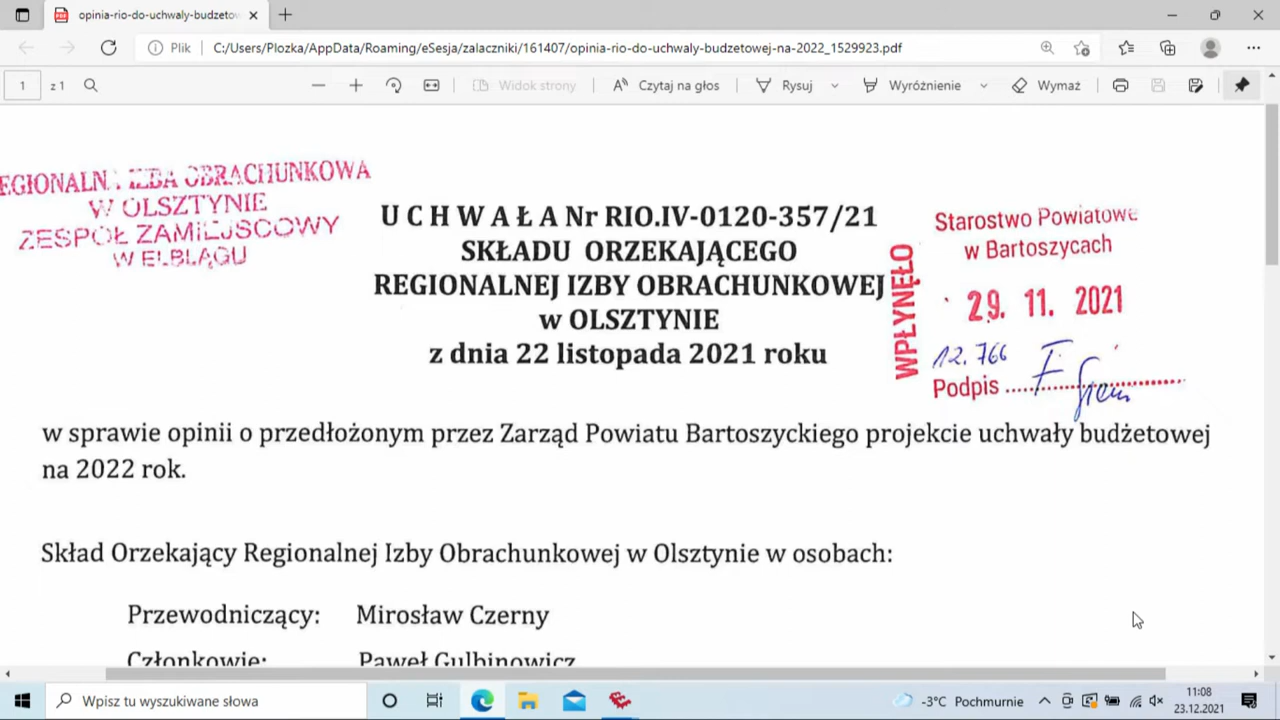 opinia-rio-do-uchwaly-budzetow
Plik
C:/Users/Plozka/AppData/Roaming/eSesja/zalaczniki/161407/opinia-rio-do-uchwaly-budzetowej-na-2022_1529923.pdf
1 z 1
Widok strony
Czytaj na głos
Rysuj
Wyróżnienie
Wymaż
EGIONALNA IZBA OBRACHUNKOWA
W OLSZTYNIE
ZESPÓŁ ZAMIEJSCOWY
W ELBLĄGU
U C H W A Ł A Nr RIO.IV-0120-357/21
SKŁADU ORZEKAJĄCEGO
REGIONALNEJ IZBY OBRACHUNKOWEJ
w OLSZTYNIE
z dnia 22 listopada 2021 roku
WPŁYNĘŁO
Starostwo Powiatowe
w Bartoszycach
29. 11. 2021
12.766
Podpis
w sprawie opinii o przedłożonym przez Zarząd Powiatu Bartoszyckiego projekcie uchwały budżetowej
na 2022 rok.
Skład Orzekający Regionalnej Izby Obrachunkowej w Olsztynie w osobach:
Przewodniczący: Mirosław Czerny
Członkowie: Paweł Gulbinowicz
Wpisz tu wyszukiwane słowa
-3°C Pochmurnie
11:08
23.12.2021